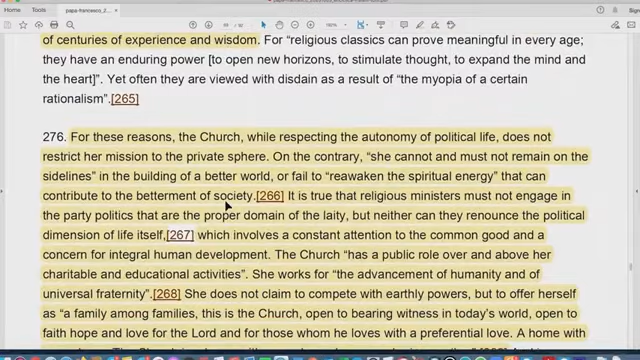 of centuries of experience and wisdom. For “religious classics can prove meaningful in every age;
they have an enduring power [to open new horizons, to stimulate thought, to expand the mind and
the heart]”. Yet often they are viewed with disdain as a result of “the myopia of a certain
rationalism”.[265]
276. For these reasons, the Church, while respecting the autonomy of political life, does not
restrict her mission to the private sphere. On the contrary, “she cannot and must not remain on the
sidelines” in the building of a better world, or fail to “reawaken the spiritual energy” that can
contribute to the betterment of society.[266] It is true that religious ministers must not engage in
the party politics that are the proper domain of the laity, but neither can they renounce the political
dimension of life itself,[267] which involves a constant attention to the common good and a
concern for integral human development. The Church “has a public role over and above her
charitable and educational activities”. She works for “the advancement of humanity and of
universal fraternity”.[268] She does not claim to compete with earthly powers, but to offer herself
as “a family among families, this is the Church, open to bearing witness in today’s world, open to
faith hope and love for the Lord and for those whom he loves with a preferential love. A home with